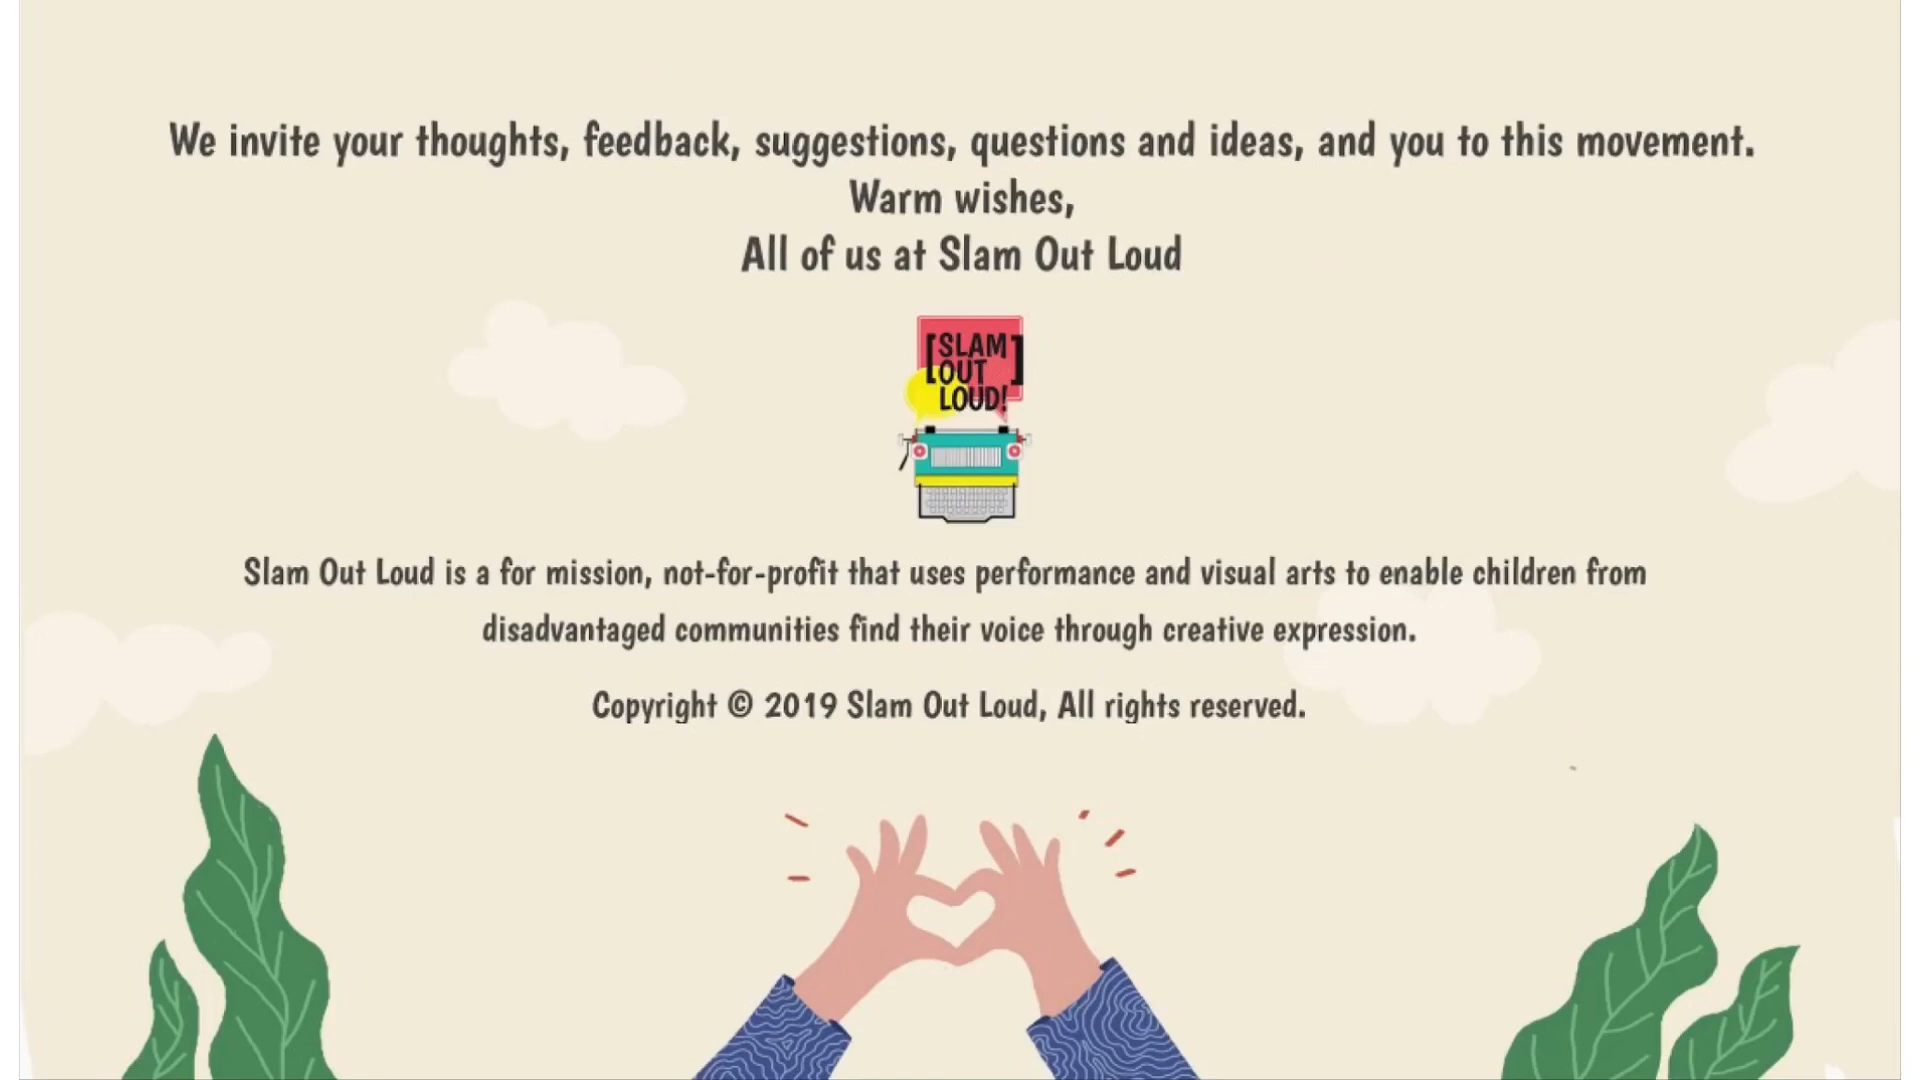 We invite your thoughts, feedback, suggestions, questions and ideas, and you to this movement.
Warm wishes,
All of us at Slam Out Loud
[SLAM
OUT
LOUD!]
Slam Out Loud is a for mission, not-for-profit that uses performance and visual arts to enable children from
disadvantaged communities find their voice through creative expression.
Copyright © 2019 Slam Out Loud, All rights reserved.